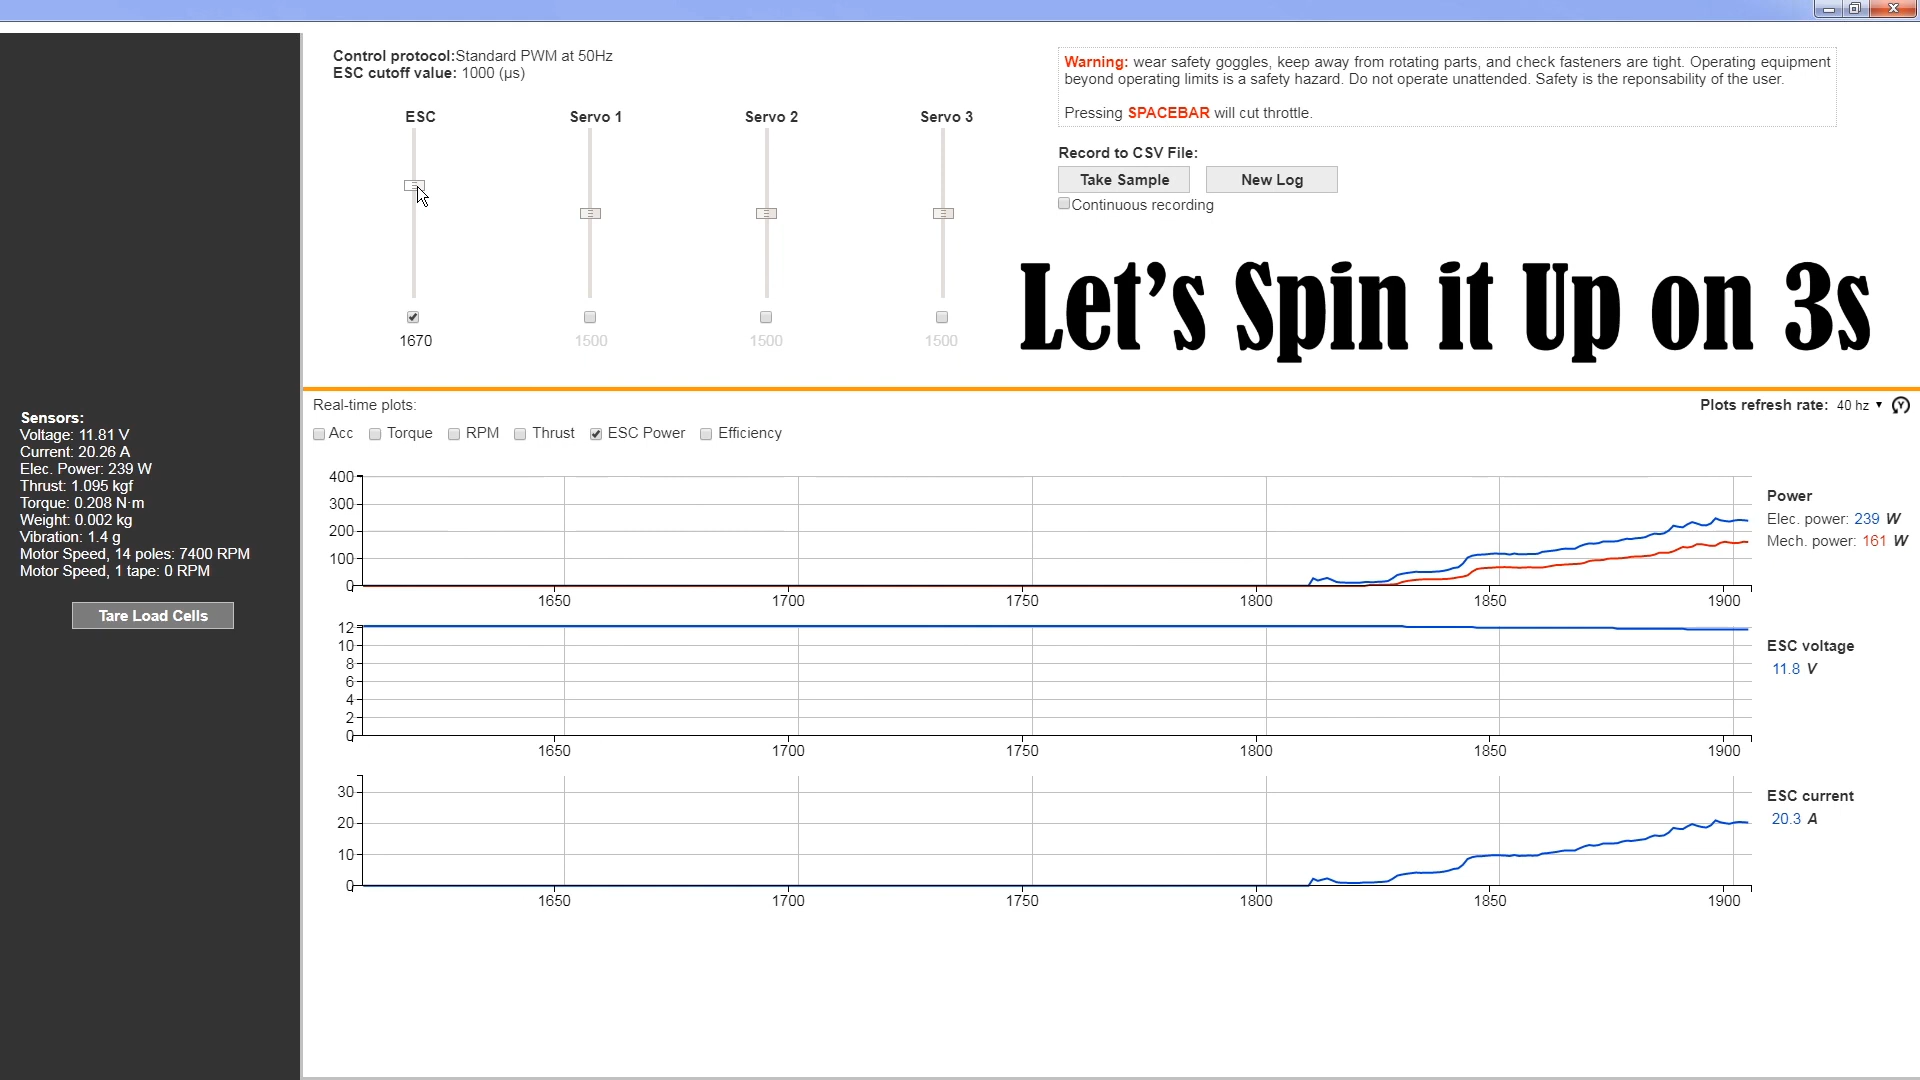 Control protocol:Standard PWM at 50Hz
ESC cutoff value: 1000 (µs)
ESC
Servo 1
Servo 2
Servo 3
1670
1500
1500
1500
Warning: wear safety goggles, keep away from rotating parts, and check fasteners are tight. Operating equipment
beyond operating limits is a safety hazard. Do not operate unattended. Safety is the reponsability of the user.
Pressing SPACEBAR will cut throttle.
Record to CSV File:
Take Sample
New Log
Continuous recording
Let's Spin it Up on 3s
Sensors:
Voltage: 11.81 V
Current: 20.26 A
Elec. Power: 239 W
Thrust: 1.095 kgf
Torque: 0.208 N·m
Weight: 0.002 kg
Vibration: 1.4 g
Motor Speed, 14 poles: 7400 RPM
Motor Speed, 1 tape: 0 RPM
Tare Load Cells
Real-time plots:
Plots refresh rate: 40 hz
Acc
Torque
RPM
Thrust
ESC Power
Efficiency
400
300
200
100
0
1650
1700
1750
1800
1850
1900
Power
Elec. power: 239 W
Mech. power: 161 W
12
10
8
6
4
2
0
1650
1700
1750
1800
1850
1900
ESC voltage
11.8 V
30
20
10
0
1650
1700
1750
1800
1850
1900
ESC current
20.3 A